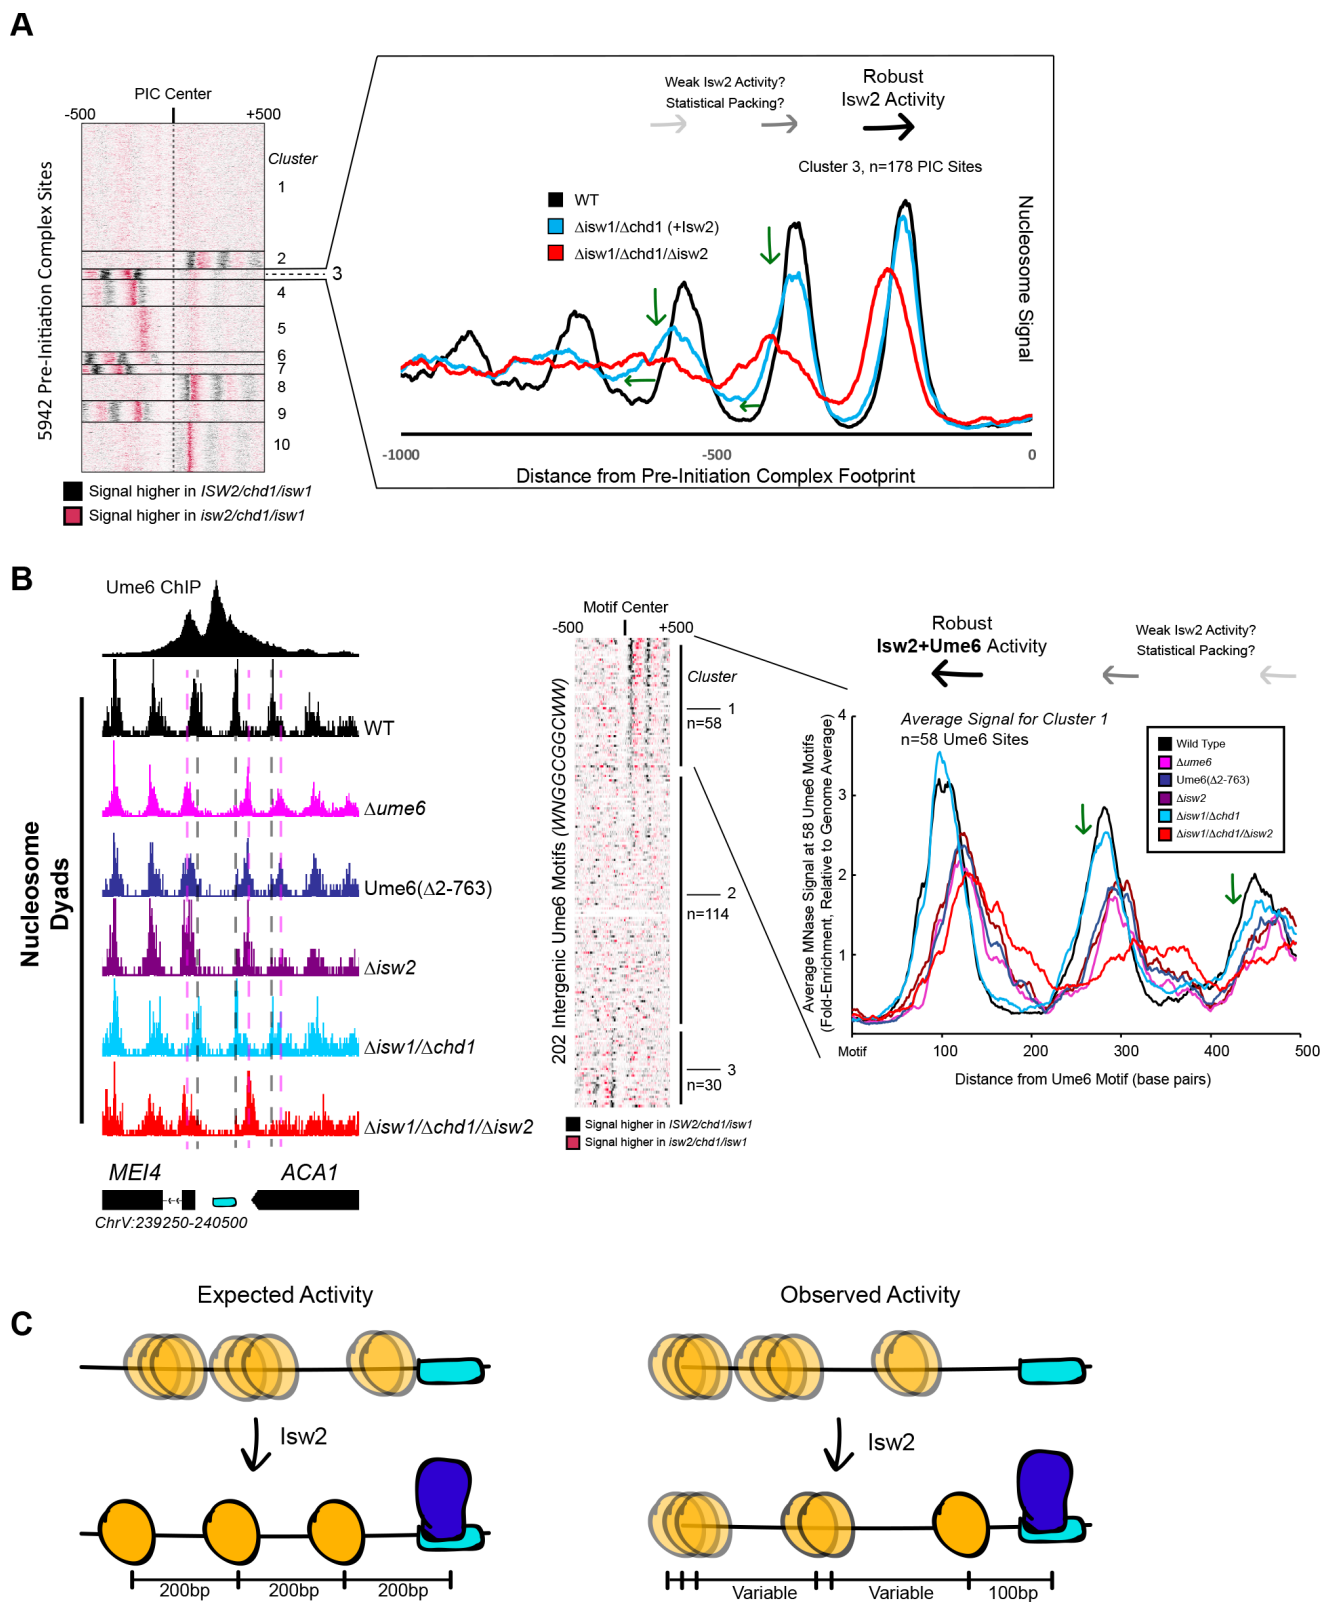 A
PIC Center
-500
+500
5942 Pre-Initiation Complex Sites
Cluster
1
2
3
4
5
6
7
8
9
10
Signal higher in ISW2/chd1/isw1
Signal higher in isw2/chd1/isw1
Weak Isw2 Activity?
Statistical Packing?
Robust
Isw2 Activity
Cluster 3, n=178 PIC Sites
WT
Δisw1/Δchd1 (+Isw2)
Δisw1/Δchd1/Δisw2
Nucleosome Signal
-1000
-500
0
Distance from Pre-Initiation Complex Footprint
B
Ume6 ChIP
Nucleosome
Dyads
WT
Δume6
Ume6(Δ2-763)
Δisw2
Δisw1/Δchd1
Δisw1/Δchd1/Δisw2
MEI4
ACA1
ChrV:239250-240500
Motif Center
-500
+500
202 Intergenic Ume6 Motifs (WNGGCGGCWW)
Cluster
1
n=58
2
n=114
3
n=30
Signal higher in ISW2/chd1/isw1
Signal higher in isw2/chd1/isw1
Robust
Isw2+Ume6 Activity
Weak Isw2 Activity?
Statistical Packing?
Average Signal for Cluster 1
n=58 Ume6 Sites
Wild Type
Δume6
Ume6(Δ2-763)
Δisw2
Δisw1/Δchd1
Δisw1/Δchd1/Δisw2
Average MNase Signal at 58 Ume6 Motifs
(Fold-Enrichment, Relative to Genome Average)
4
3
2
1
Motif
100
200
300
400
500
Distance from Ume6 Motif (base pairs)
C
Expected Activity
Isw2
200bp
200bp
200bp
Observed Activity
Isw2
Variable
Variable
100bp